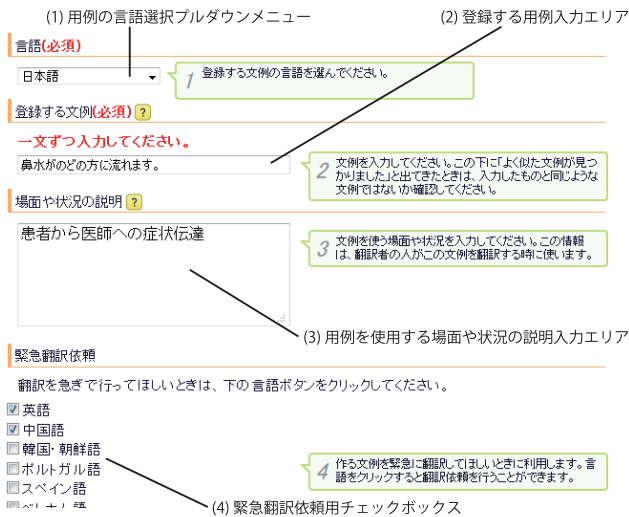 (1) 用例の言語選択プルダウンメニュー
(2) 登録する用例入力エリア
言語(必須)
日本語
1 登録する文例の言語を選んでください。
登録する文例(必須) ?
一文ずつ入力してください。
鼻水がのどの方に流れます。
2 文例を入力してください。この下に「よく似た文例が見つ
かりました」と出てきたときは、入力したものと同じような
文例ではないか確認してください。
場面や状況の説明 ?
患者から医師への症状伝達
3 文例を使う場面や状況を入力してください。この情報
は、翻訳者の人がこの文例を翻訳する時に使います。
(3) 用例を使用する場面や状況の説明入力エリア
緊急翻訳依頼
翻訳を急ぎで行ってほしいときは、下の言語ボタンをクリックしてください。
英語
中国語
韓国・朝鮮語
ポルトガル語
スペイン語
4 作る文例を緊急に翻訳してほしいときに利用します。言
語をクリックすると翻訳依頼を行うことができます。
(4) 緊急翻訳依頼用チェックボックス